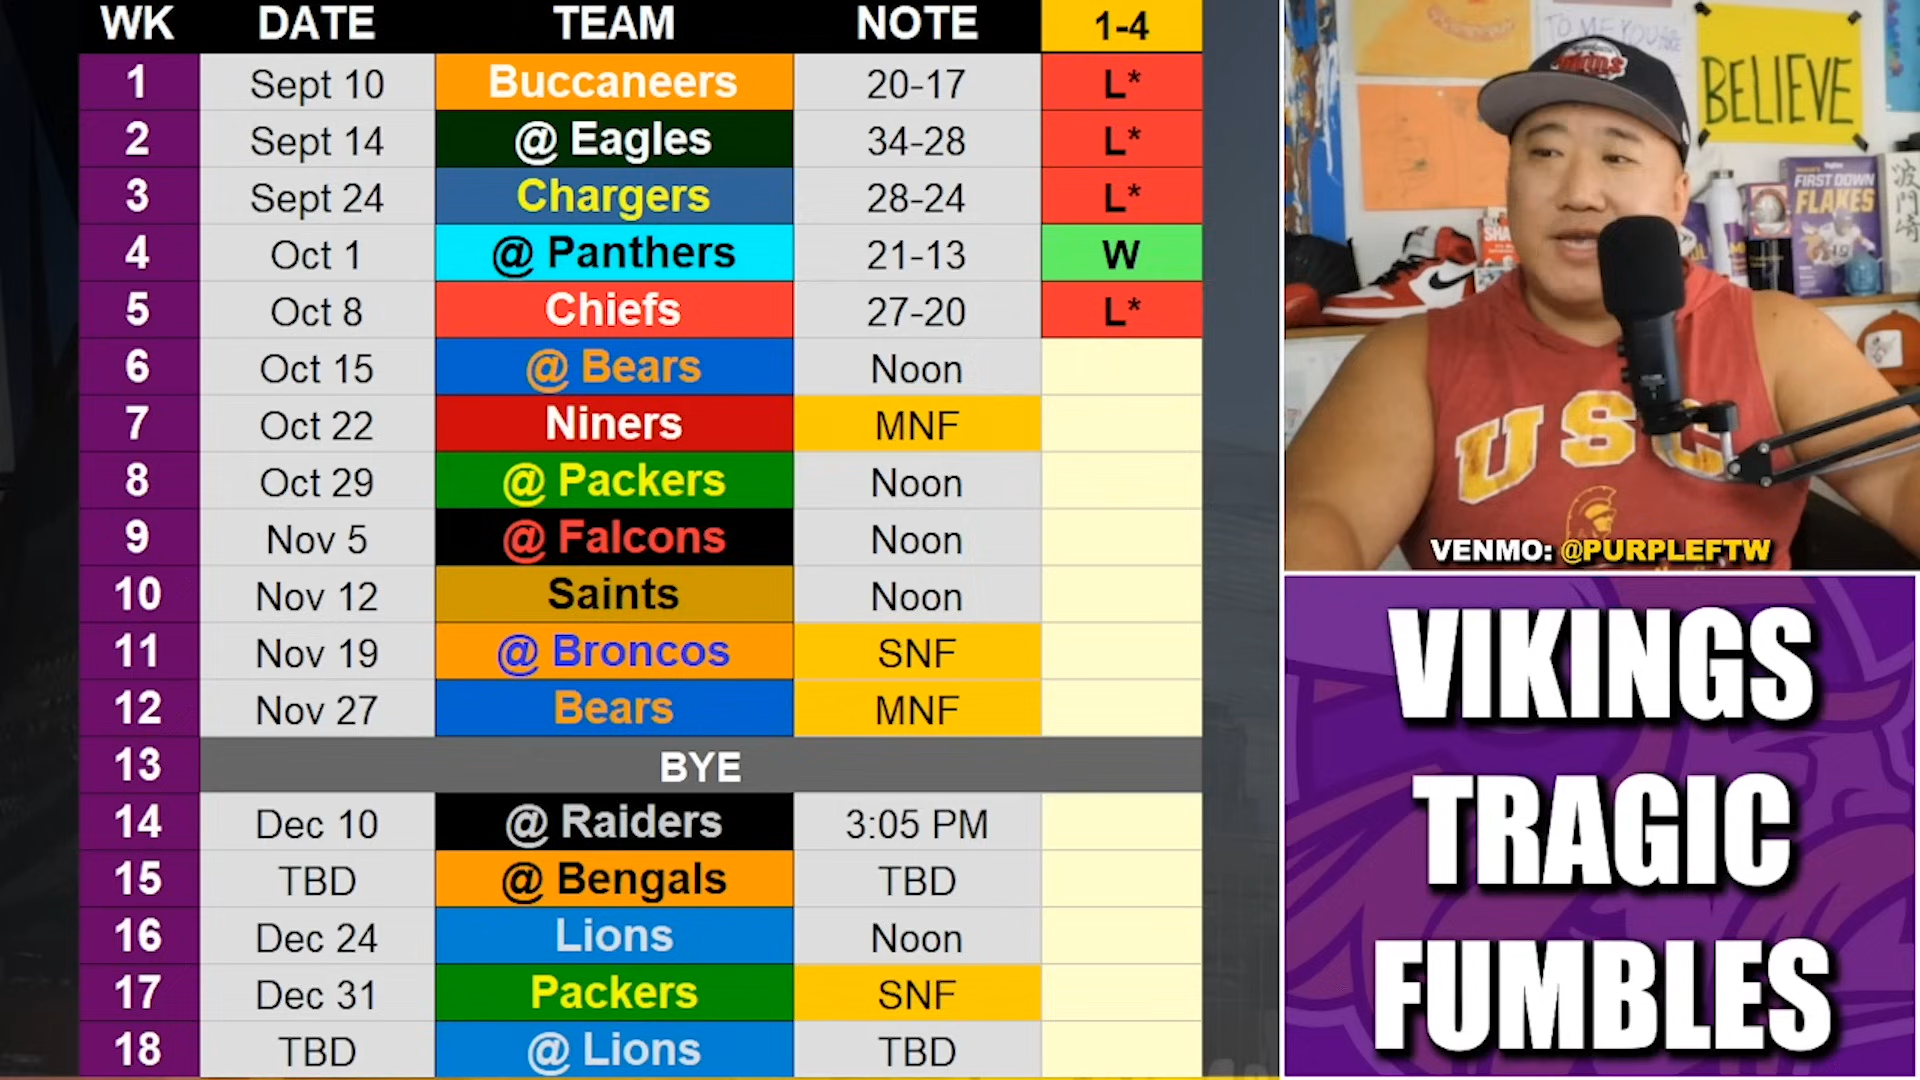 WK DATE TEAM NOTE 1-4
1 Sept 10 Buccaneers 20-17 L*
2 Sept 14 @ Eagles 34-28 L*
3 Sept 24 Chargers 28-24 L*
4 Oct 1 @ Panthers 21-13 W
5 Oct 8 Chiefs 27-20 L*
6 Oct 15 @ Bears Noon
7 Oct 22 Niners MNF
8 Oct 29 @ Packers Noon
9 Nov 5 @ Falcons Noon
10 Nov 12 Saints Noon
11 Nov 19 @ Broncos SNF
12 Nov 27 Bears MNF
13 BYE
14 Dec 10 @ Raiders 3:05 PM
15 TBD @ Bengals TBD
16 Dec 24 Lions Noon
17 Dec 31 Packers SNF
18 TBD @ Lions TBD
TO ME YOU ARE
BELIEVE
FIRST DOWN
FLAKES
USC
VENMO: @PURPLEFTW
VIKINGS
TRAGIC
FUMBLES